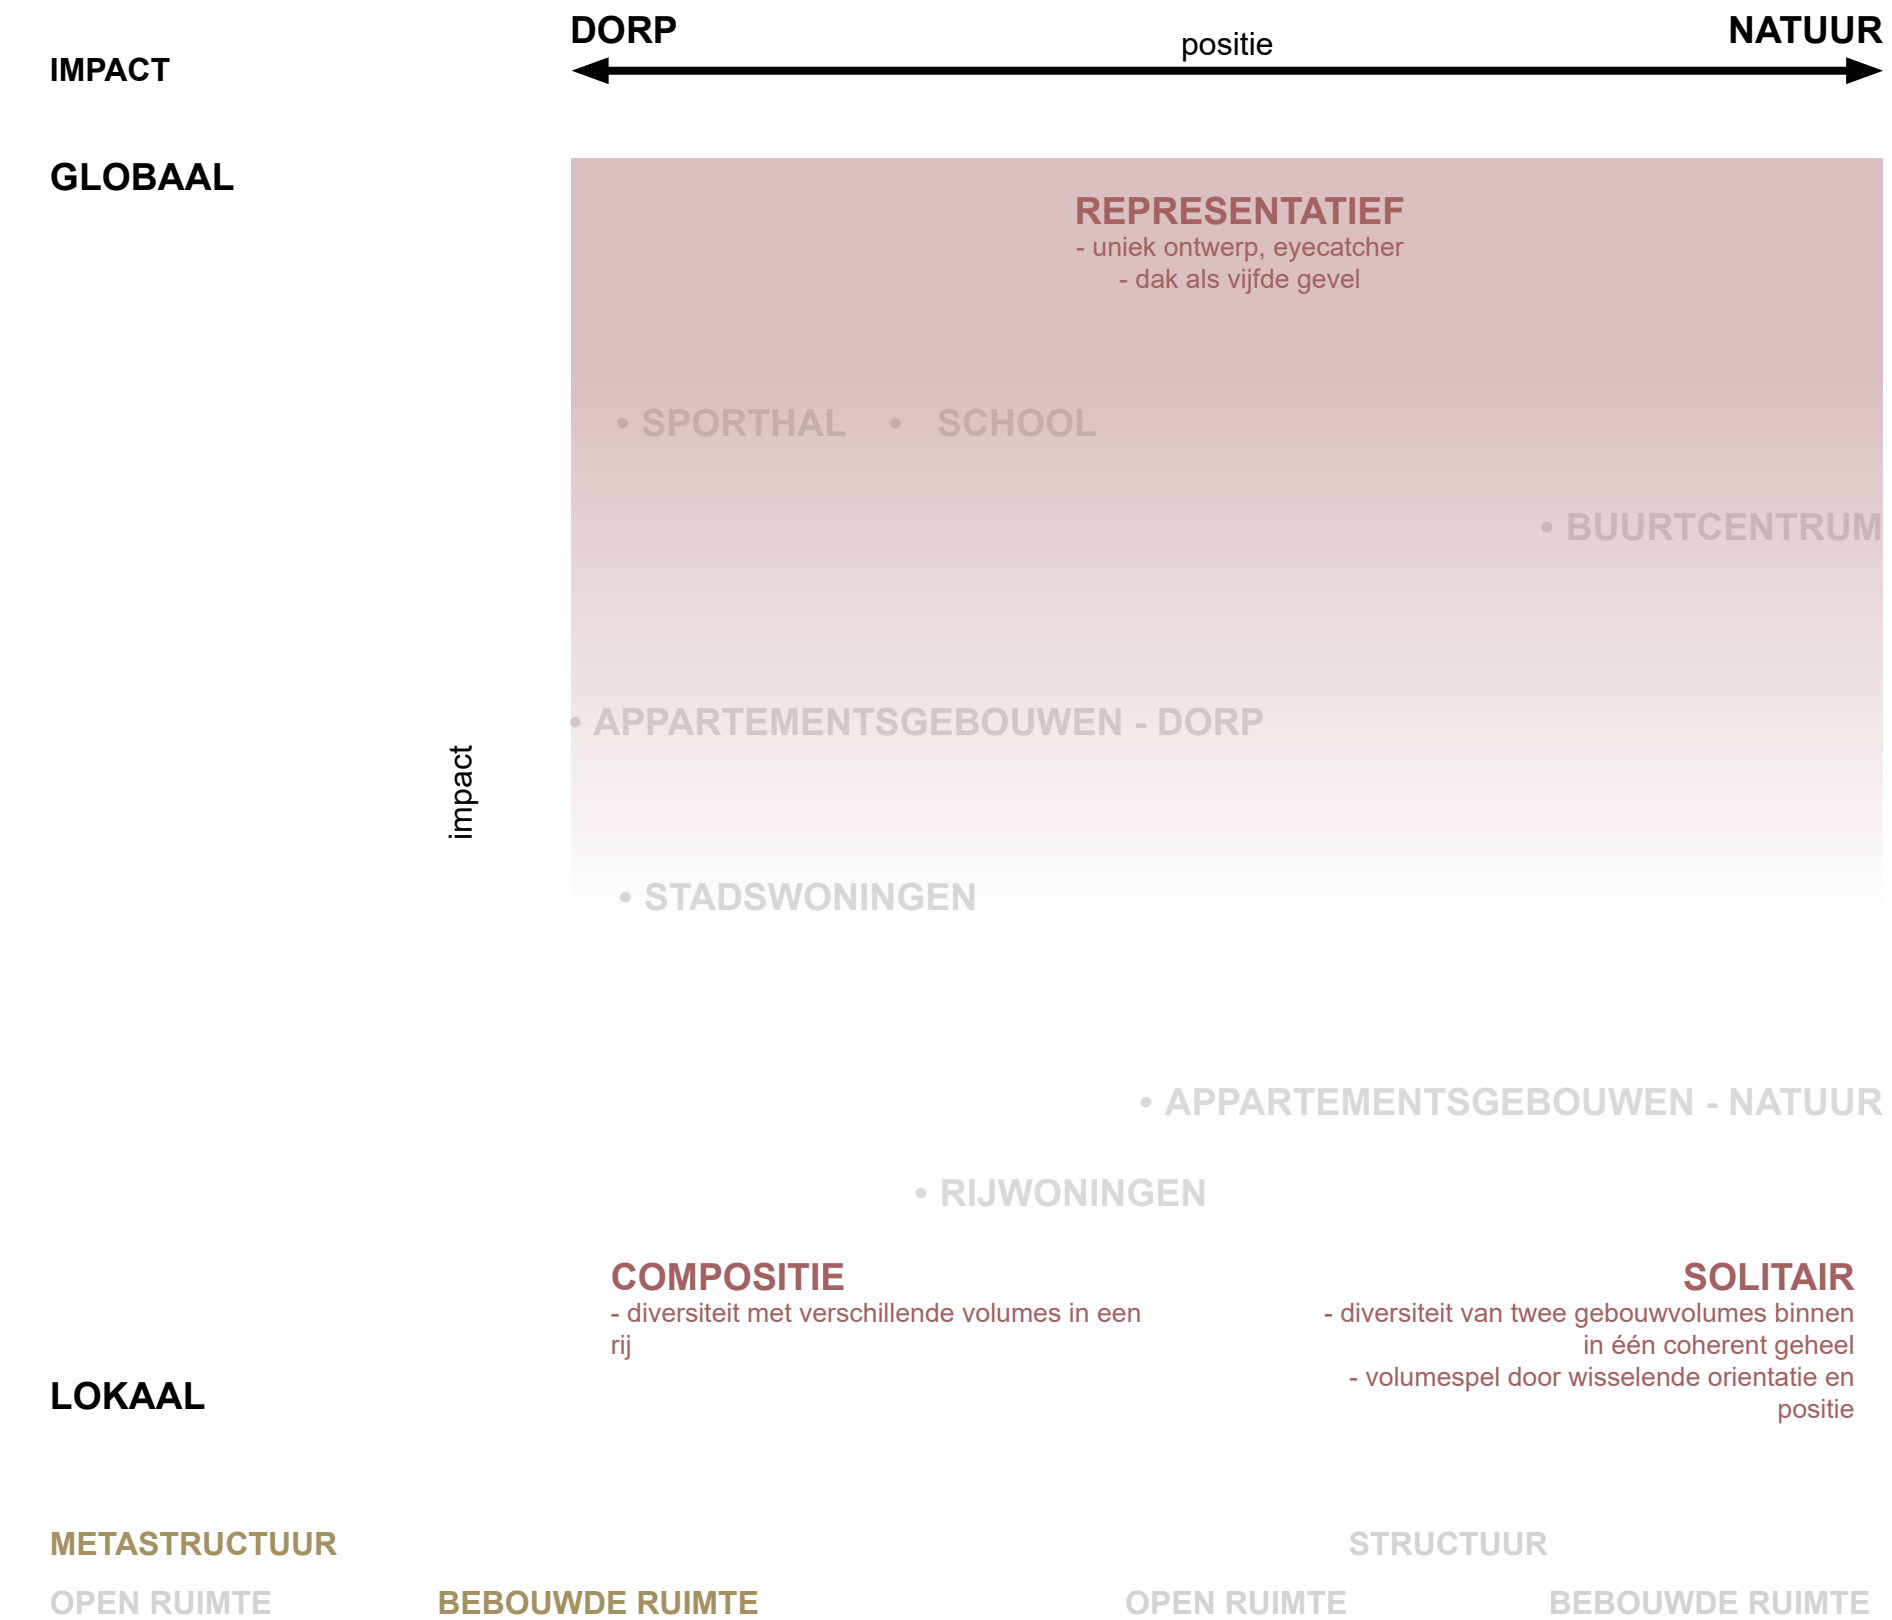 DORP
positie
NATUUR
IMPACT
GLOBAAL
REPRESENTATIEF
- uniek ontwerp, eyecatcher
- dak als vijfde gevel
• SPORTHAL • SCHOOL
• BUURTCENTRUM
• APPARTEMENTSGEBOUWEN - DORP
impact
• STADSWONINGEN
• APPARTEMENTSGEBOUWEN - NATUUR
• RIJWONINGEN
COMPOSITIE
- diversiteit met verschillende volumes in een
rij
SOLITAIR
- diversiteit van twee gebouwvolumes binnen
in één coherent geheel
- volumespel door wisselende orientatie en
positie
LOKAAL
METASTRUCTUUR
STRUCTUUR
OPEN RUIMTE
BEBOUWDE RUIMTE
OPEN RUIMTE
BEBOUWDE RUIMTE